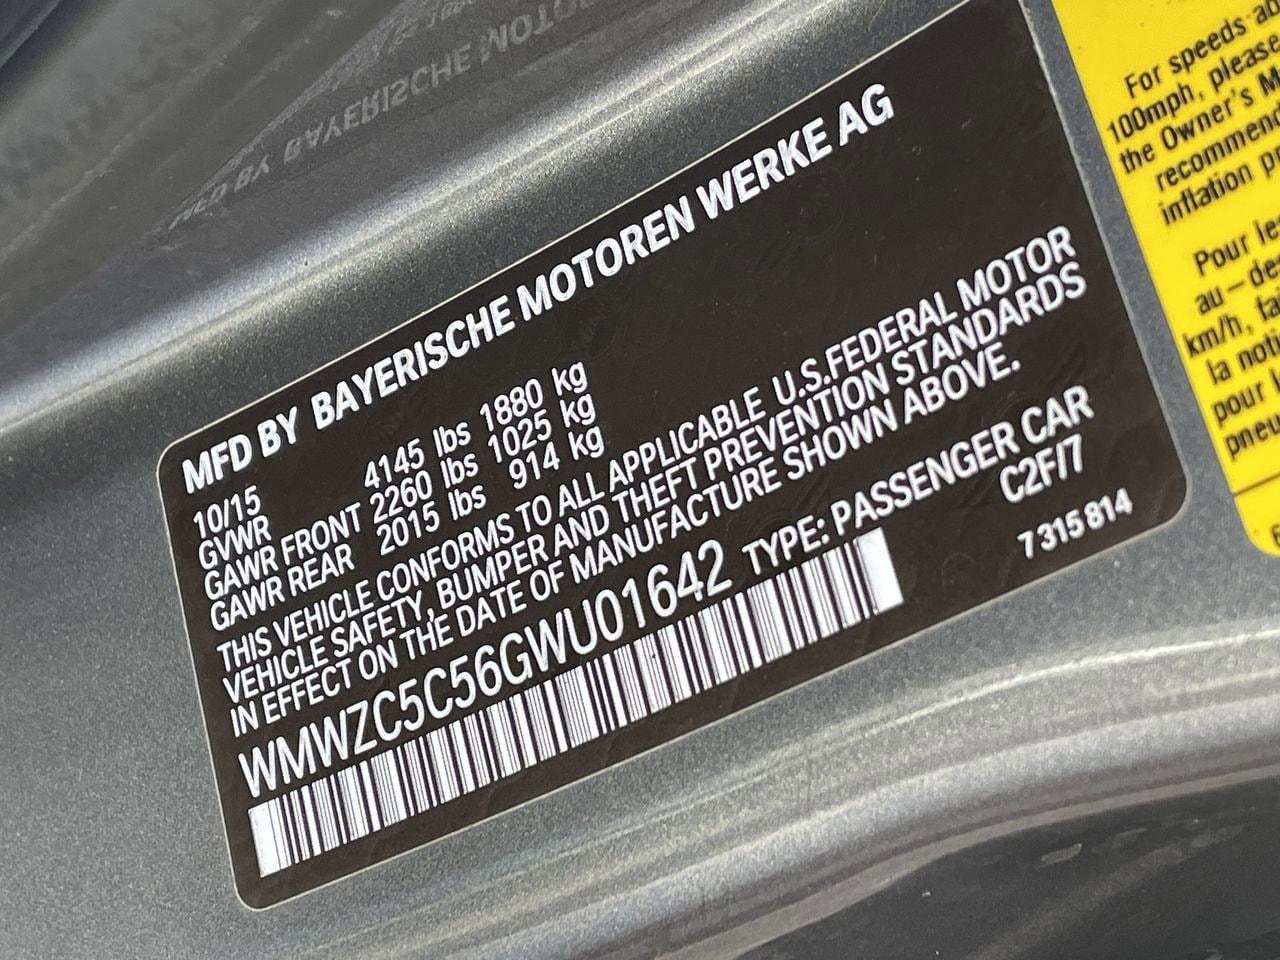 MFD BY BAYERISCHE MOTOREN WERKE AG
10/15
GVWR 4145 lbs 1880 kg
GAWR FRONT 2260 lbs 1025 kg
GAWR REAR 2015 lbs 914 kg
THIS VEHICLE CONFORMS TO ALL APPLICABLE U.S.FEDERAL MOTOR
VEHICLE SAFETY, BUMPER AND THEFT PREVENTION STANDARDS
IN EFFECT ON THE DATE OF MANUFACTURE SHOWN ABOVE.
WMWZC5C56GWU01642 TYPE: PASSENGER CAR
C2F/7
7 315 814
For speeds
100mph, please
the Owner's
recommend
inflation
Pour
au-
km/h,
la
pour
pneu